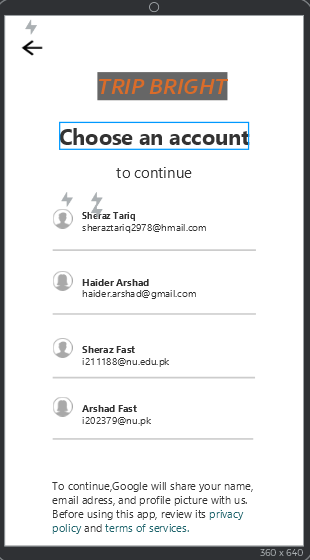 TRIP BRIGHT
Choose an account
to continue
Sheraz Tariq
sheraztariq2978@hmail.com
Haider Arshad
haider.arshad@gmail.com
Sheraz Fast
i211188@nu.edu.pk
Arshad Fast
i202379@nu.pk
To continue,Google will share your name,
email adress, and profile picture with us.
Before using this app, review its privacy
policy and terms of services.
360 x 640